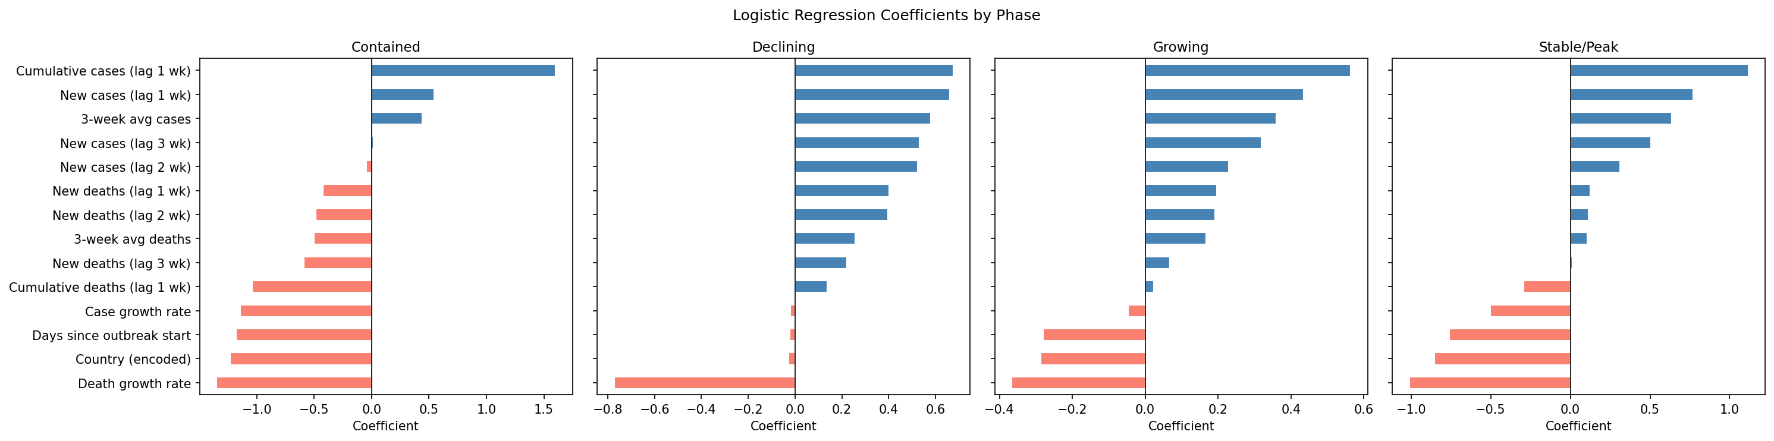 Logistic Regression Coefficients by Phase
Contained
Declining
Growing
Stable/Peak
Cumulative cases (lag 1 wk)
New cases (lag 1 wk)
3-week avg cases
New cases (lag 3 wk)
New cases (lag 2 wk)
New deaths (lag 1 wk)
New deaths (lag 2 wk)
3-week avg deaths
New deaths (lag 3 wk)
Cumulative deaths (lag 1 wk)
Case growth rate
Days since outbreak start
Country (encoded)
Death growth rate
−1.0 −0.5 0.0 0.5 1.0 1.5
−0.8 −0.6 −0.4 −0.2 0.0 0.2 0.4 0.6
−0.4 −0.2 0.0 0.2 0.4 0.6
−1.0 −0.5 0.0 0.5 1.0
Coefficient
Coefficient
Coefficient
Coefficient